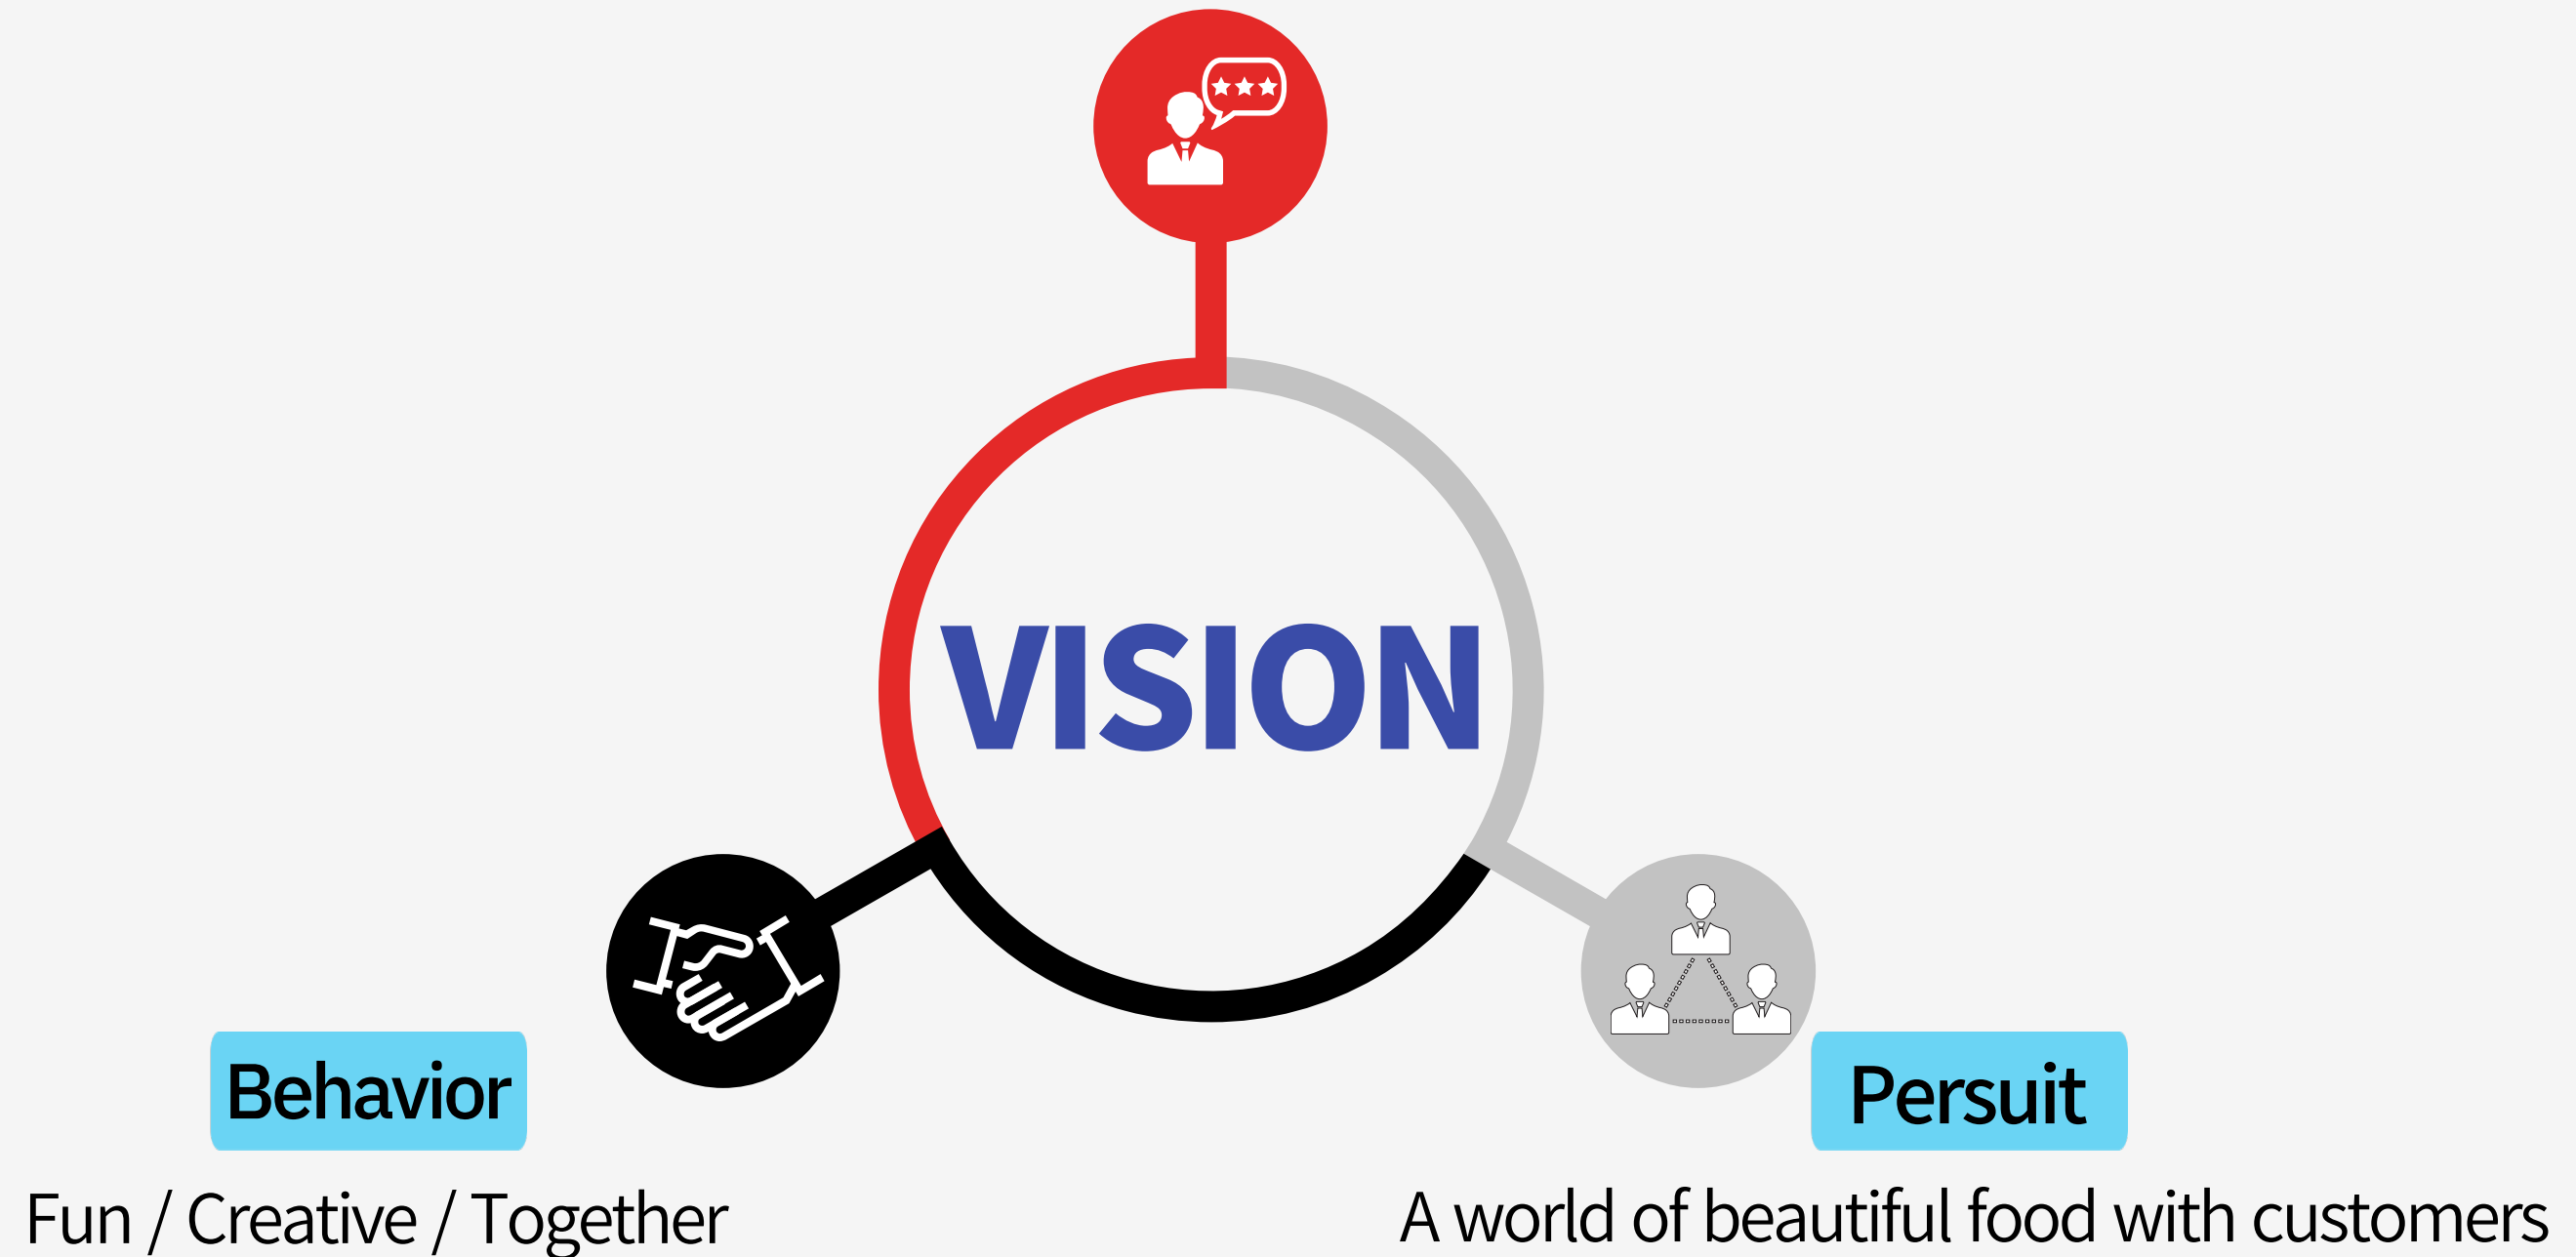 VISION
Behavior
Fun / Creative / Together
Persuit
A world of beautiful food with customers